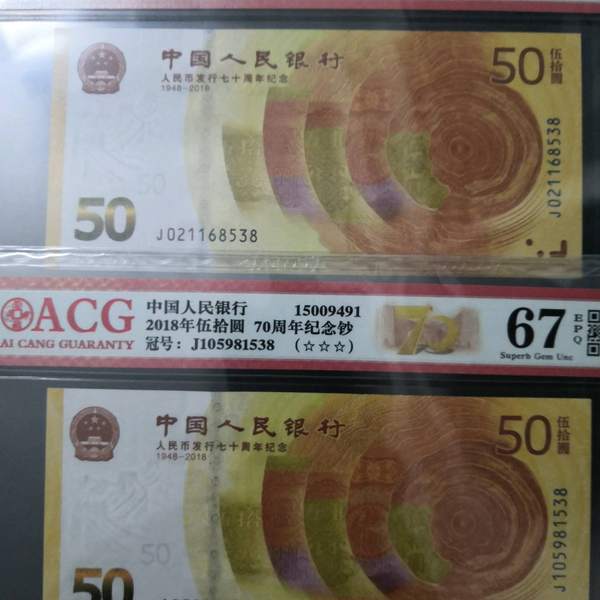 中国人民银行
人民币发行七十周年纪念
1948-2018
50 伍拾圆
J021168538
50
50
J021168538
ACG
AI CANG GUARANTY
中国人民银行 15009491
2018年伍拾圆 70周年纪念钞
冠号：J105981538 （☆☆☆）
70
67
EPQ
Superb Gem Unc
中国人民银行
人民币发行七十周年纪念
1948-2018
50 伍拾圆
J105981538
50
50